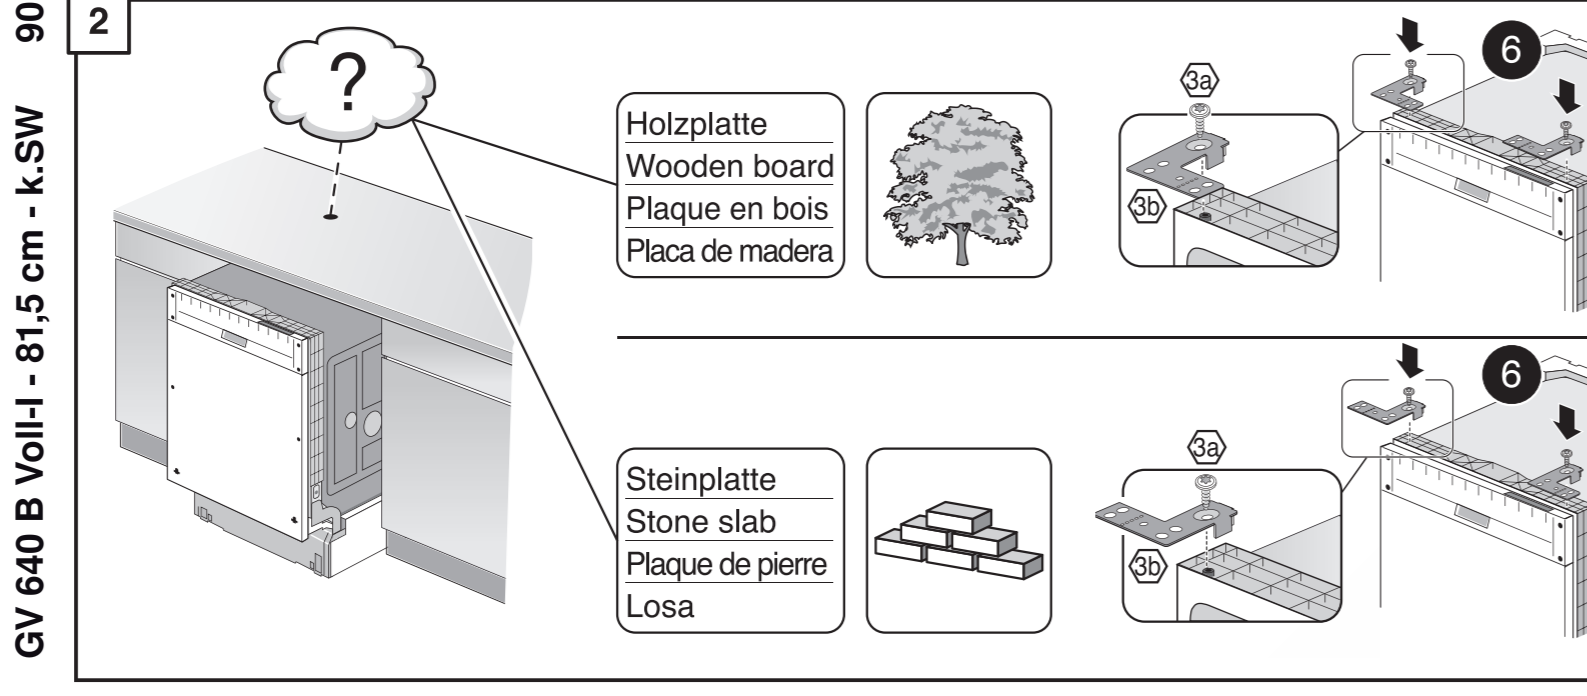 GV 640 B Voll-I - 81,5 cm - k.SW 90
2
?
Holzplatte
Wooden board
Plaque en bois
Placa de madera
3a
3b
6
Steinplatte
Stone slab
Plaque de pierre
Losa
3a
3b
6